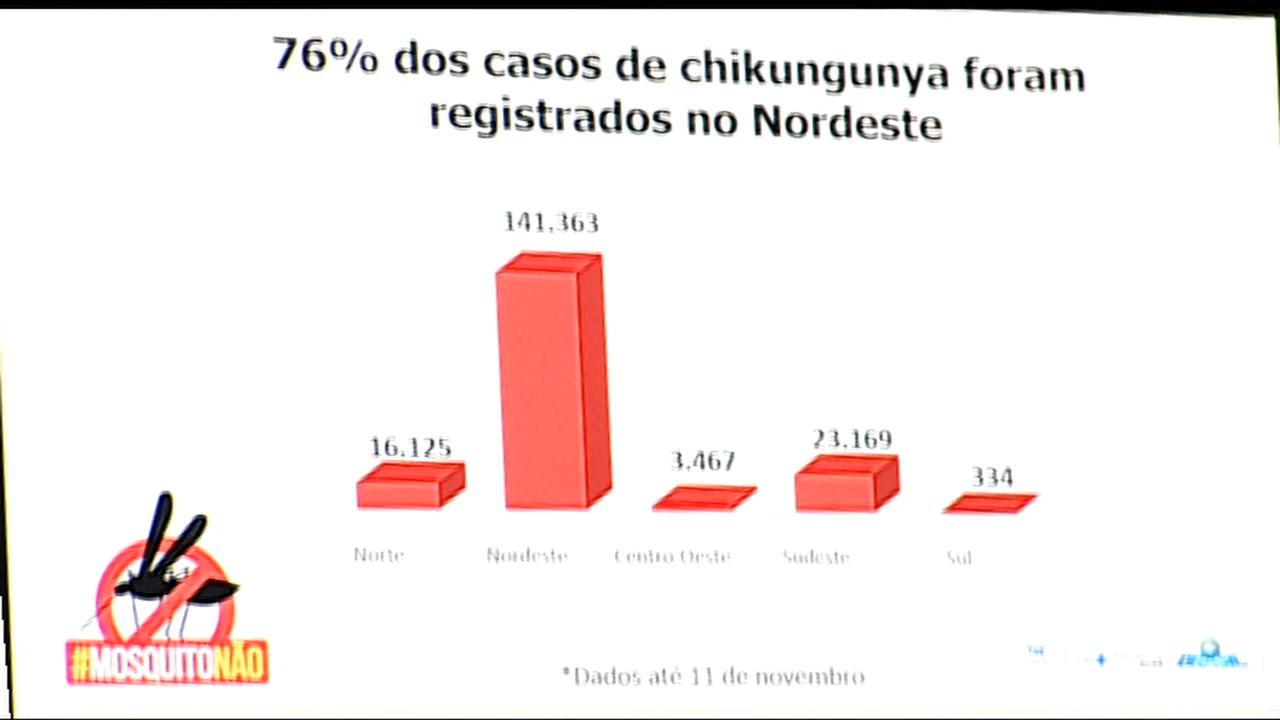 76% dos casos de chikungunya foram
registrados no Nordeste
141.363
16.125
3.467
23.169
334
Norte
Nordeste
Centro Oeste
Sudeste
Sul
#MOSQUITONÃO
*Dados até 11 de novembro